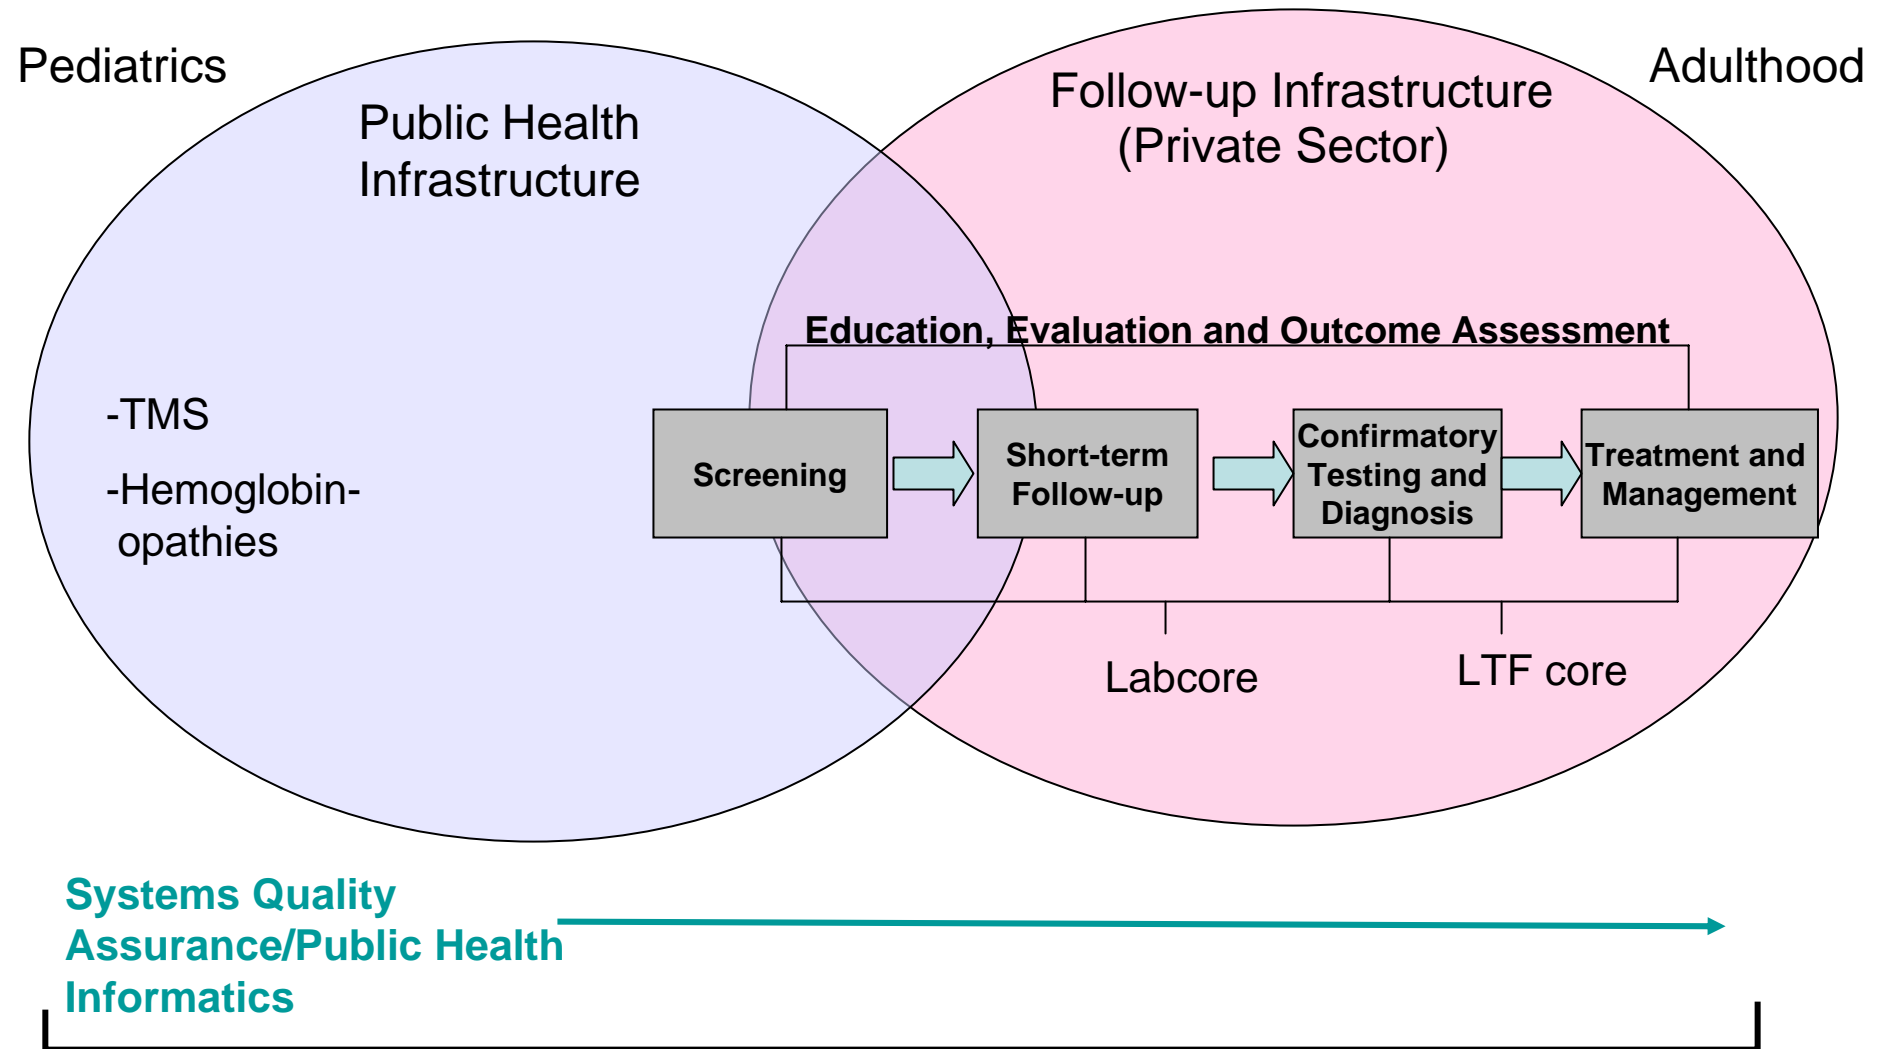 Pediatrics
Adulthood
Public Health
Infrastructure
Follow-up Infrastructure
(Private Sector)
Education, Evaluation and Outcome Assessment
-TMS
-Hemoglobin-
opathies
Screening
Short-term
Follow-up
Confirmatory
Testing and
Diagnosis
Treatment and
Management
Labcore
LTF core
Systems Quality
Assurance/Public Health
Informatics